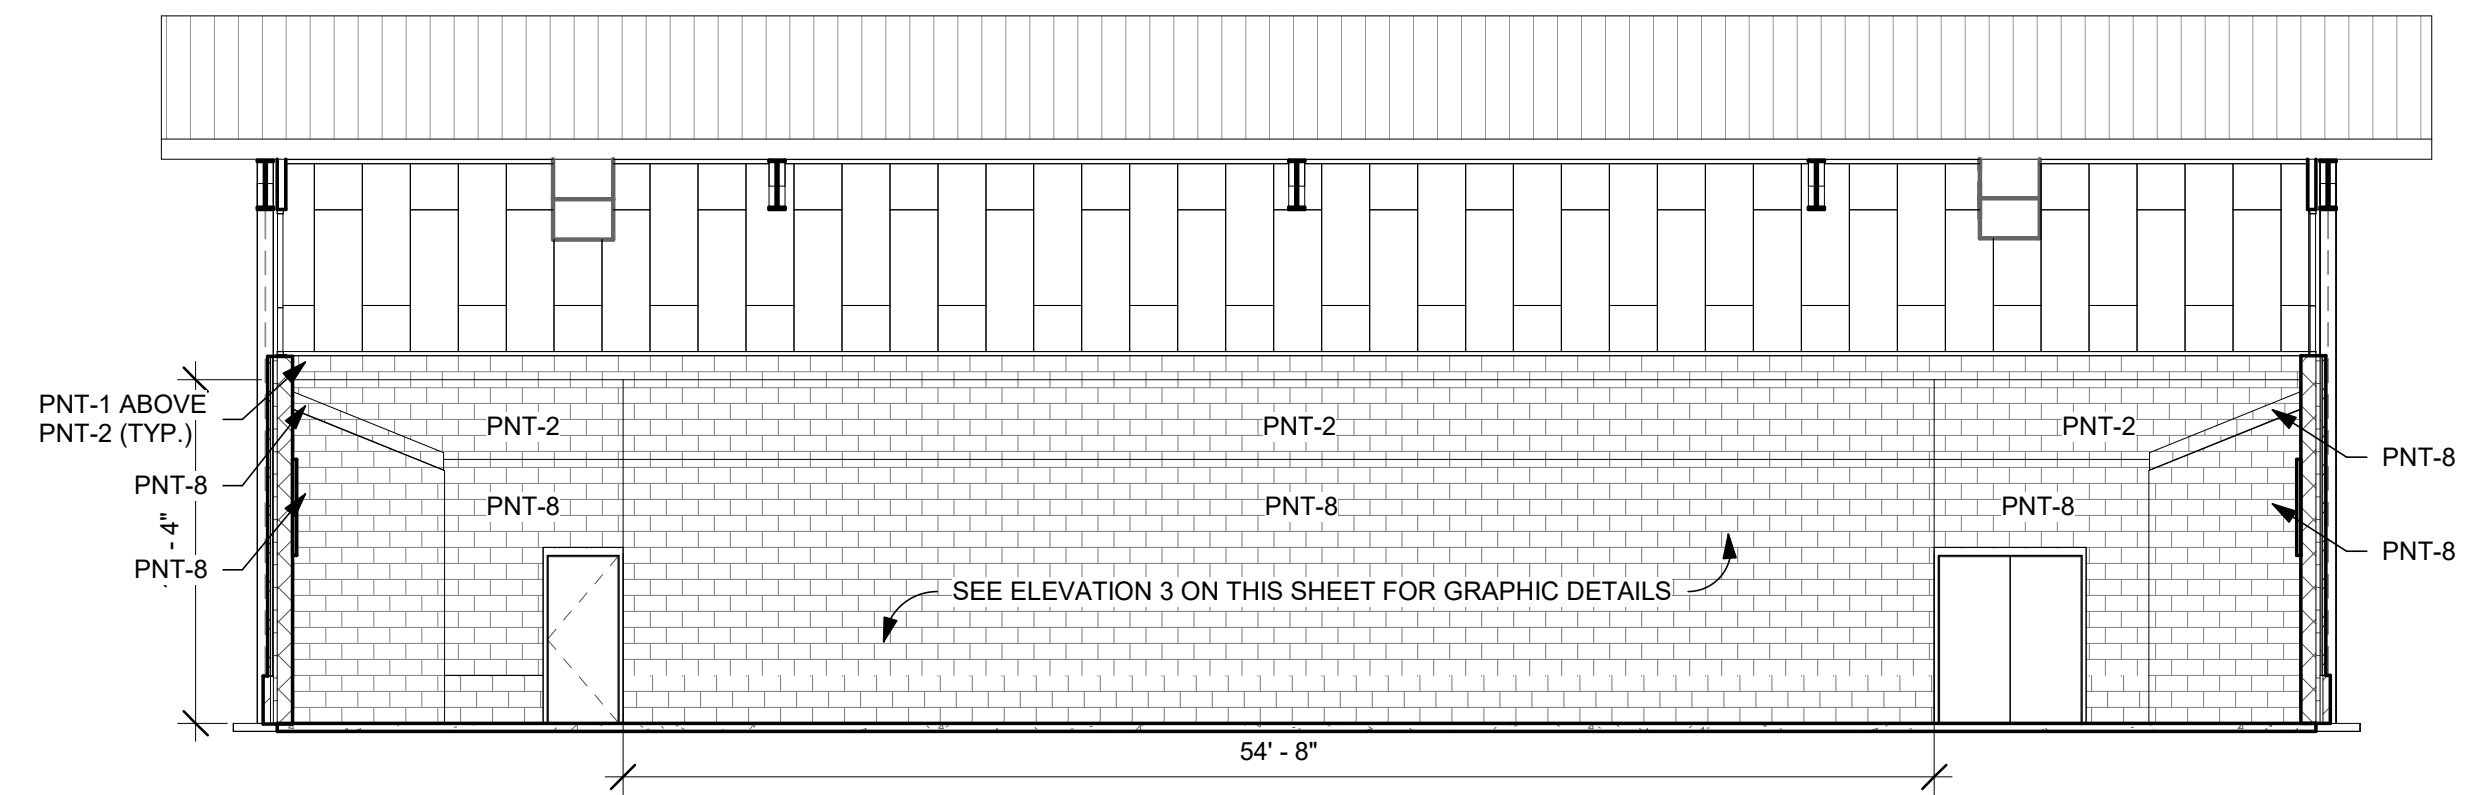 PNT-1 ABOVE
PNT-2 (TYP.)
PNT-2
PNT-2
PNT-2
PNT-8
PNT-8
PNT-8
PNT-8
PNT-8
- 4"
PNT-8
PNT-8
SEE ELEVATION 3 ON THIS SHEET FOR GRAPHIC DETAILS
54' - 8"